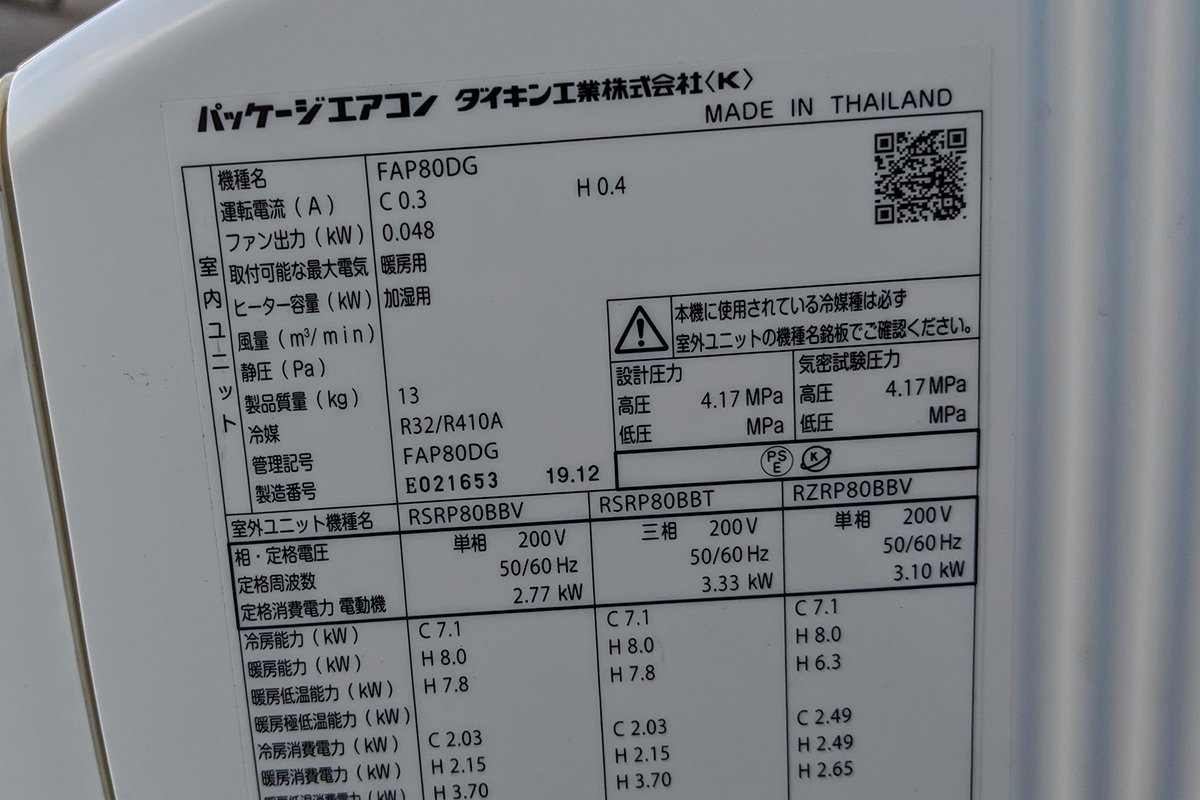 パッケージエアコン ダイキン工業株式会社〈K〉
MADE IN THAILAND
室内ユニット
機種名 FAP80DG
運転電流(A) C 0.3 H 0.4
ファン出力(kW) 0.048
取付可能な最大電気 暖房用
ヒーター容量(kW) 加湿用
風量(m³/min)
静圧(Pa)
製品質量(kg) 13
冷媒 R32/R410A
管理記号 FAP80DG
製造番号 E021653 19.12
本機に使用されている冷媒種は必ず
室外ユニットの機種名銘板でご確認ください。
設計圧力 気密試験圧力
高圧 4.17 MPa 高圧 4.17 MPa
低圧 MPa 低圧 MPa
PS E K
室外ユニット機種名 RSRP80BBV RSRP80BBT RZRP80BBV
相・定格電圧 単相 200V 三相 200V 単相 200V
定格周波数 50/60 Hz 50/60 Hz 50/60 Hz
定格消費電力 電動機 2.77 kW 3.33 kW 3.10 kW
冷房能力(kW) C 7.1 C 7.1 C 7.1
暖房能力(kW) H 8.0 H 8.0 H 8.0
暖房低温能力(kW) H 7.8 H 7.8 H 6.3
暖房極低温能力(kW)
冷房消費電力(kW) C 2.03 C 2.03 C 2.49
暖房消費電力(kW) H 2.15 H 2.15 H 2.49
暖房低温消費電力(kW) H 3.70 H 3.70 H 2.65